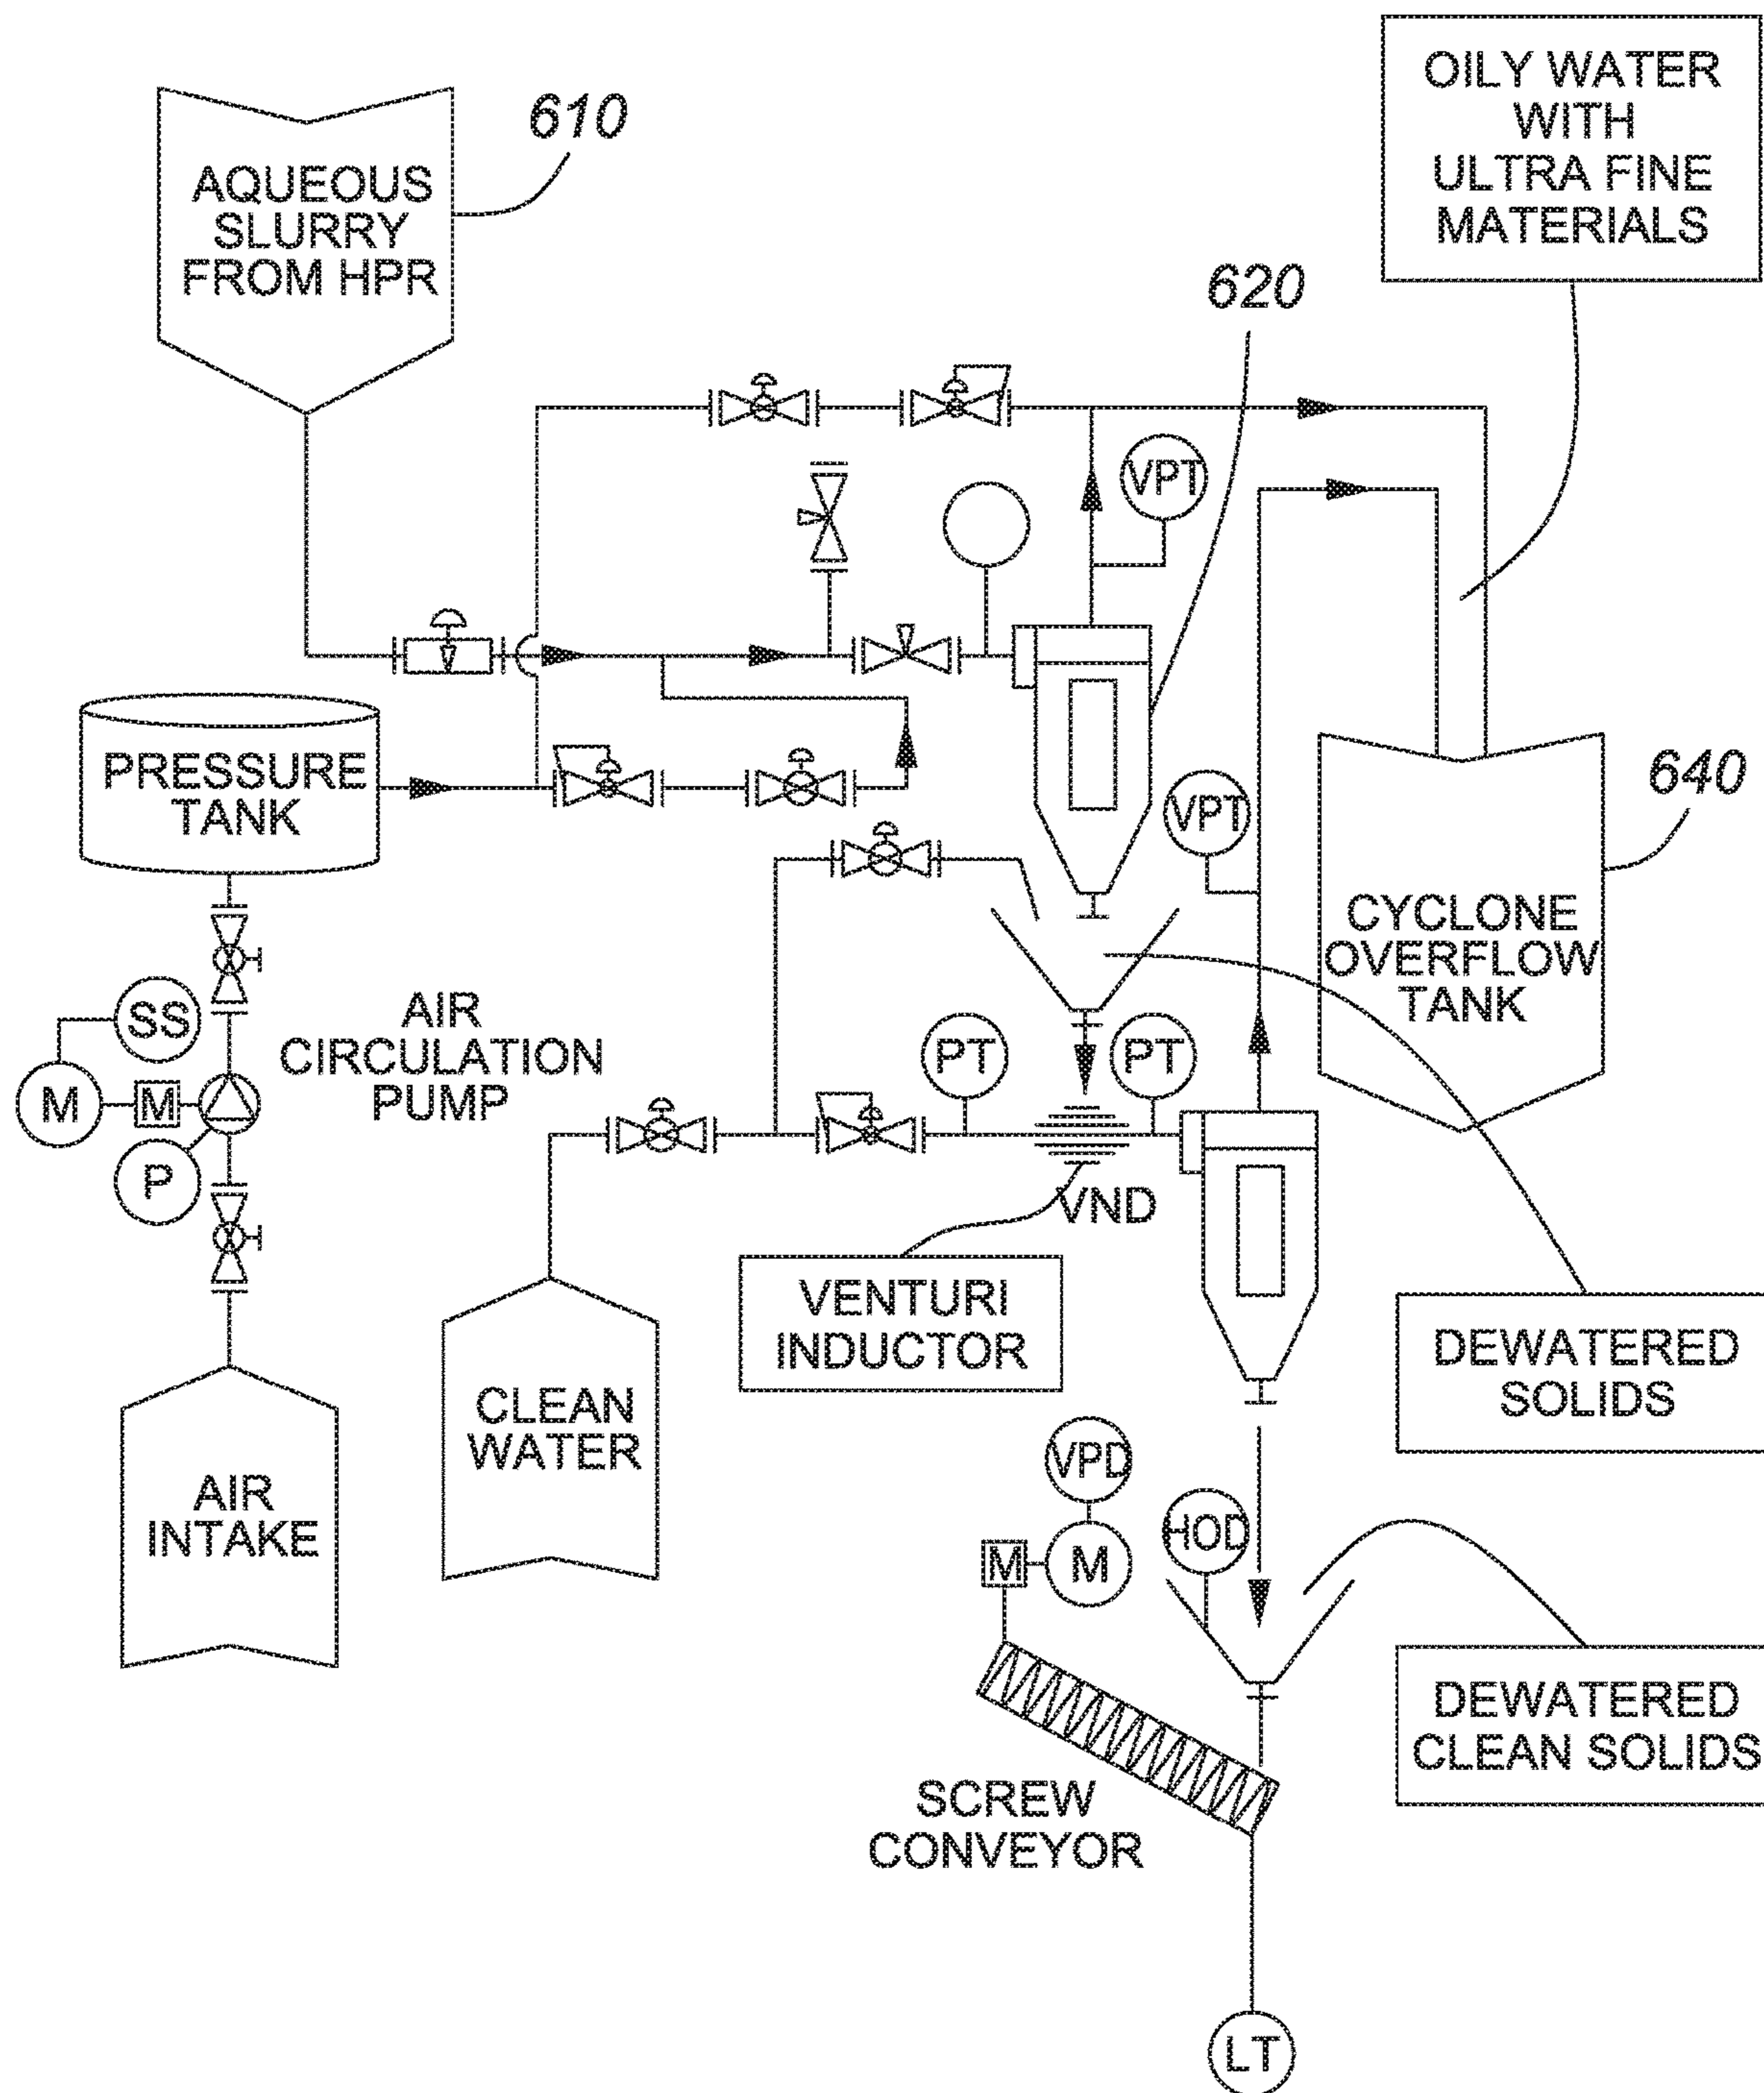 OILY WATER
WITH
ULTRA FINE
MATERIALS
610
AQUEOUS
SLURRY
FROM HPR
620
VPT
PRESSURE
TANK
640
VPT
CYCLONE
OVERFLOW
TANK
SS
AIR
CIRCULATION
PUMP
M
M
P
PT
PT
VND
VENTURI
INDUCTOR
DEWATERED
SOLIDS
CLEAN
WATER
AIR
INTAKE
VPD
HOD
M
M
DEWATERED
CLEAN SOLIDS
SCREW
CONVEYOR
LT